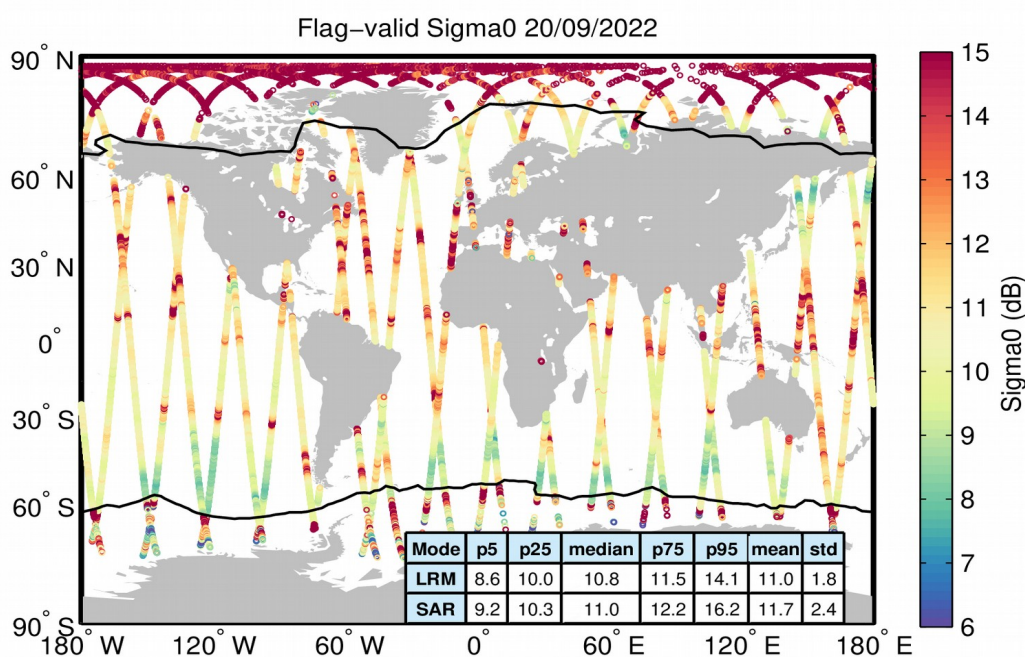 Flag−valid Sigma0 20/09/2022
90° N
60° N
30° N
0°
30° S
60° S
90° S
180° W
120° W
60° W
0°
60° E
120° E
180° E
Mode p5 p25 median p75 p95 mean std
LRM 8.6 10.0 10.8 11.5 14.1 11.0 1.8
SAR 9.2 10.3 11.0 12.2 16.2 11.7 2.4
15
14
13
12
11
10
9
8
7
6
Sigma0 (dB)